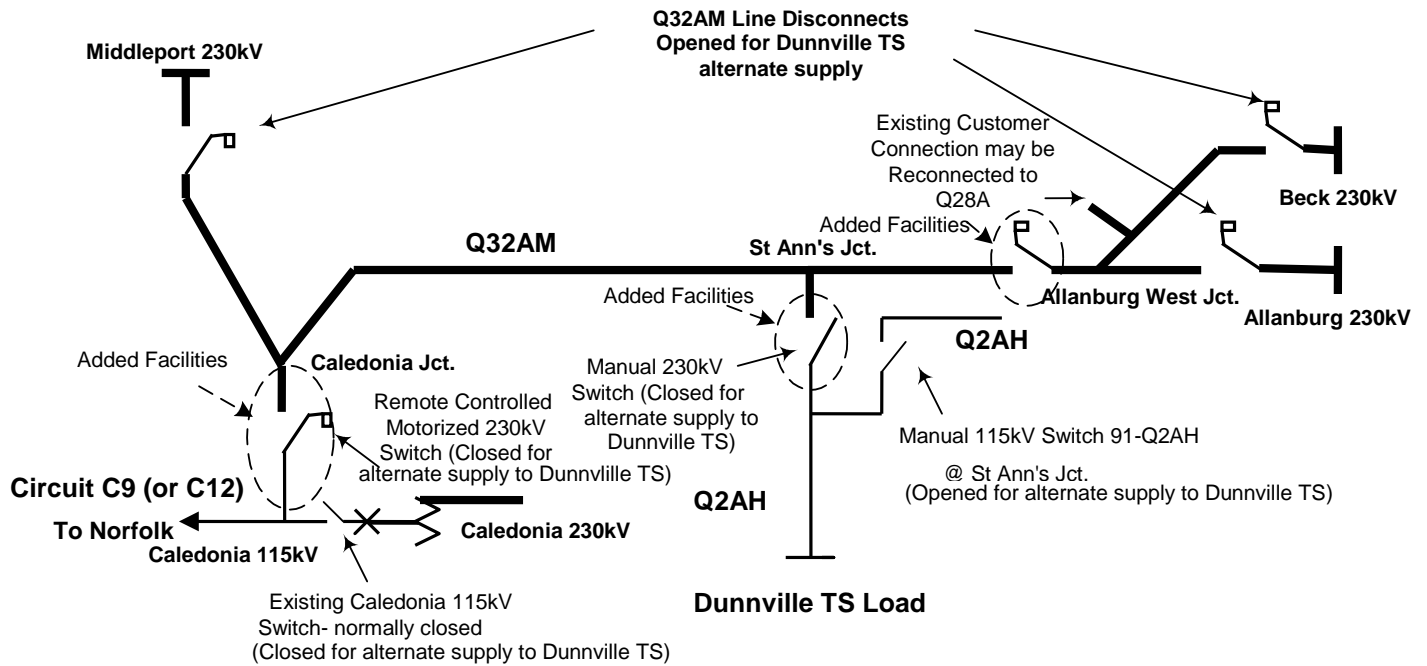 Q32AM Line Disconnects
Opened for Dunnville TS
alternate supply
Middleport 230kV
Existing Customer
Connection may be
Reconnected to
Q28A
Beck 230kV
Added Facilities
Q32AM
St Ann's Jct.
Added Facilities
Allanburg West Jct.
Allanburg 230kV
Q2AH
Added Facilities
Caledonia Jct.
Manual 230kV
Switch (Closed for
alternate supply to
Dunnville TS)
Remote Controlled
Motorized 230kV
Switch (Closed for
alternate supply to Dunnvlille TS)
Manual 115kV Switch 91-Q2AH
@ St Ann's Jct.
(Opened for alternate supply to Dunnville TS)
Circuit C9 (or C12)
To Norfolk
Q2AH
Caledonia 230kV
Caledonia 115kV
Existing Caledonia 115kV
Switch- normally closed
(Closed for alternate supply to Dunnville TS)
Dunnville TS Load